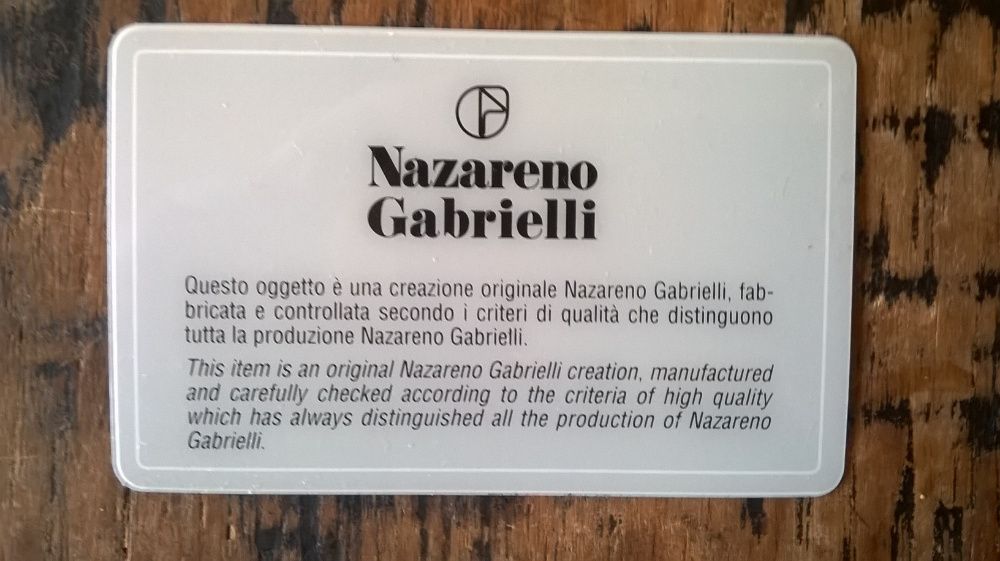 Nazareno
Gabrielli
Questo oggetto è una creazione originale Nazareno Gabrielli, fab-
bricata e controllata secondo i criteri di qualità che distinguono
tutta la produzione Nazareno Gabrielli.
This item is an original Nazareno Gabrielli creation, manufactured
and carefully checked according to the criteria of high quality
which has always distinguished all the production of Nazareno
Gabrielli.